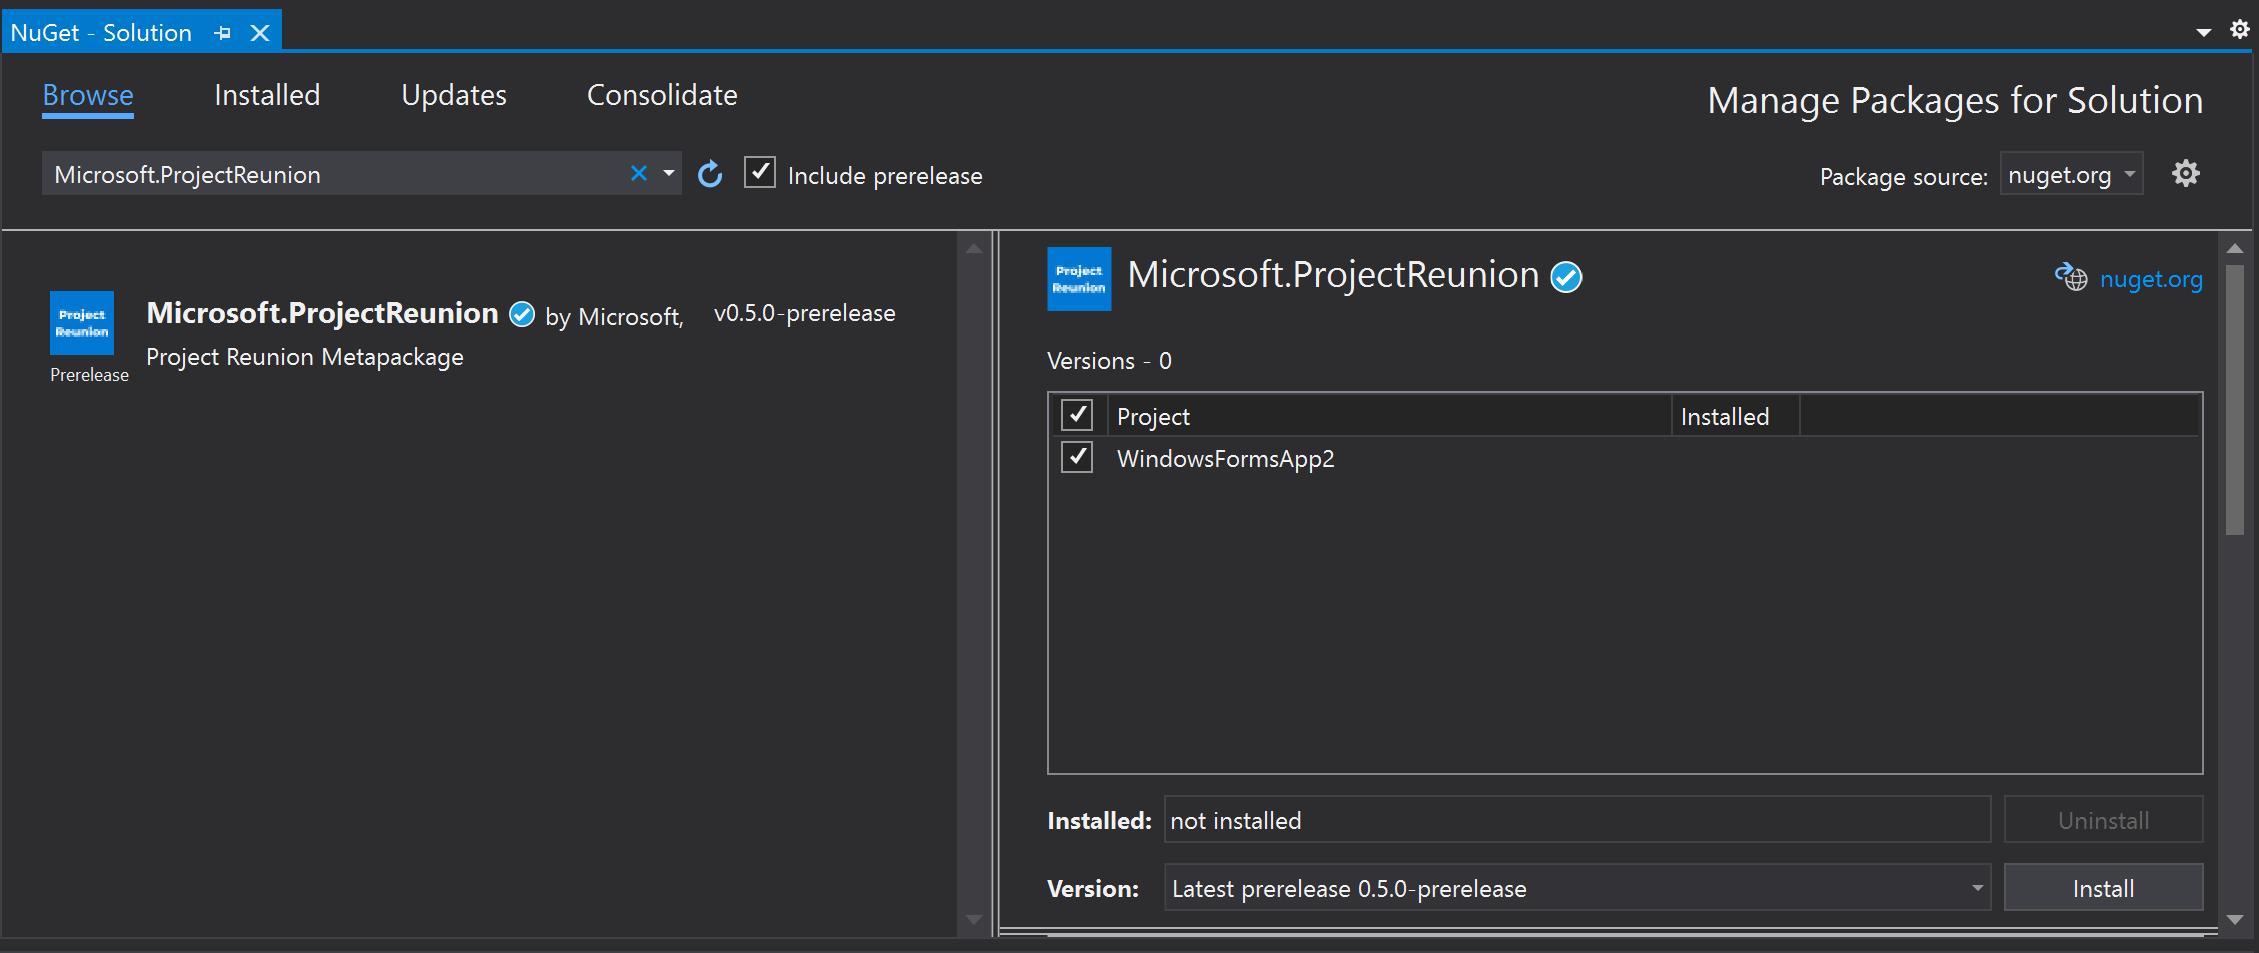 NuGet - Solution
Browse Installed Updates Consolidate
Manage Packages for Solution
Microsoft.ProjectReunion
Include prerelease
Package source: nuget.org
Project
Reunion
Prerelease
Microsoft.ProjectReunion by Microsoft, v0.5.0-prerelease
Project Reunion Metapackage
Project
Reunion
Microsoft.ProjectReunion
nuget.org
Versions - 0
Project Installed
WindowsFormsApp2
Installed: not installed Uninstall
Version: Latest prerelease 0.5.0-prerelease Install